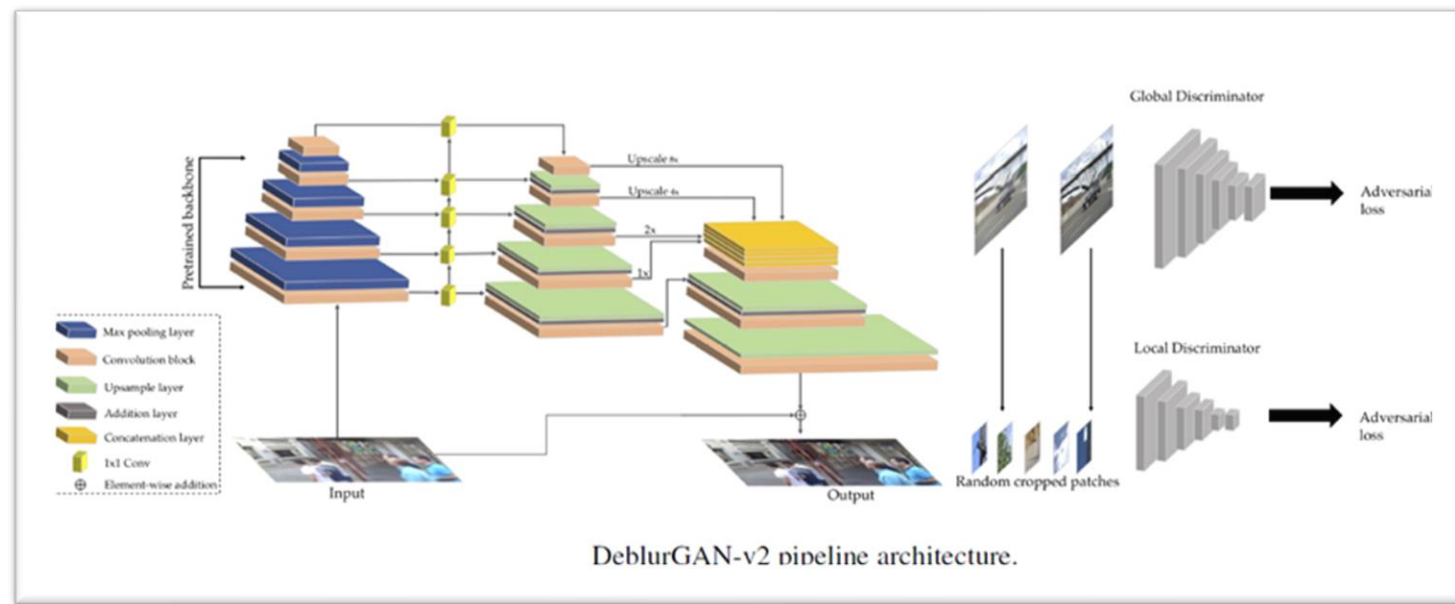 Global Discriminator
Pretrained backbone
Upscale 8x
Upscale 4x
2x
1x
Adversarial
loss
Max pooling layer
Convolution block
Upsample layer
Addition layer
Concatenation layer
1x1 Conv
Element-wise addition
Input
Output
Local Discriminator
Adversarial
loss
Random cropped patches
DeblurGAN-v2 pipeline architecture.